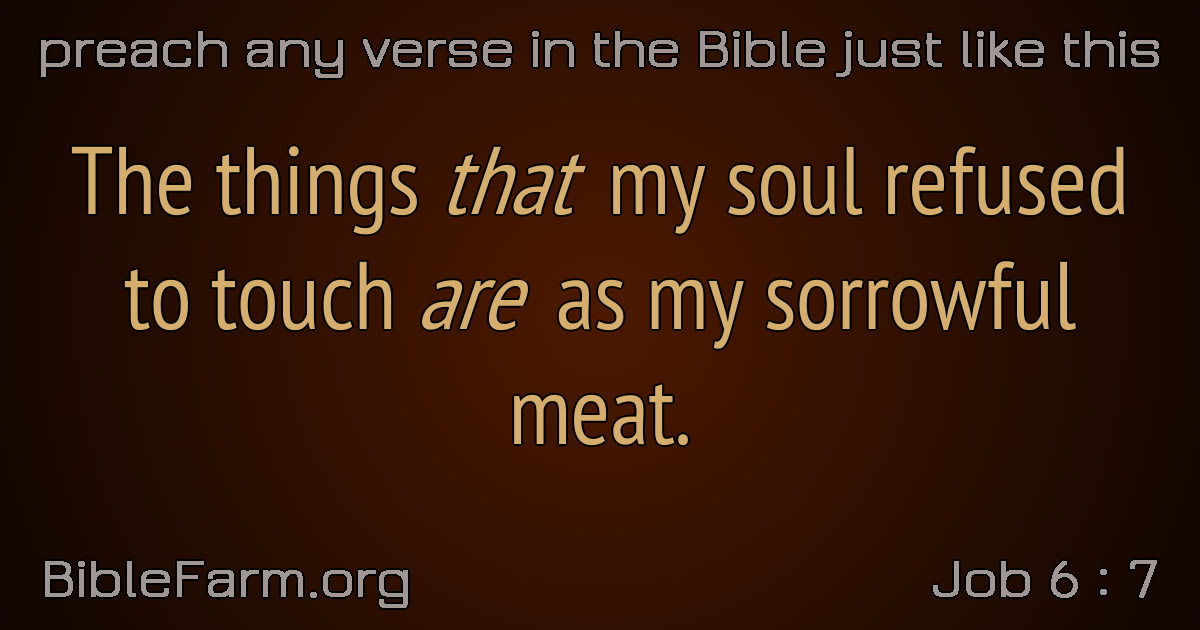 preach any verse in the Bible just like this
The things that my soul refused
to touch are as my sorrowful
meat.
BibleFarm.org
Job 6 : 7